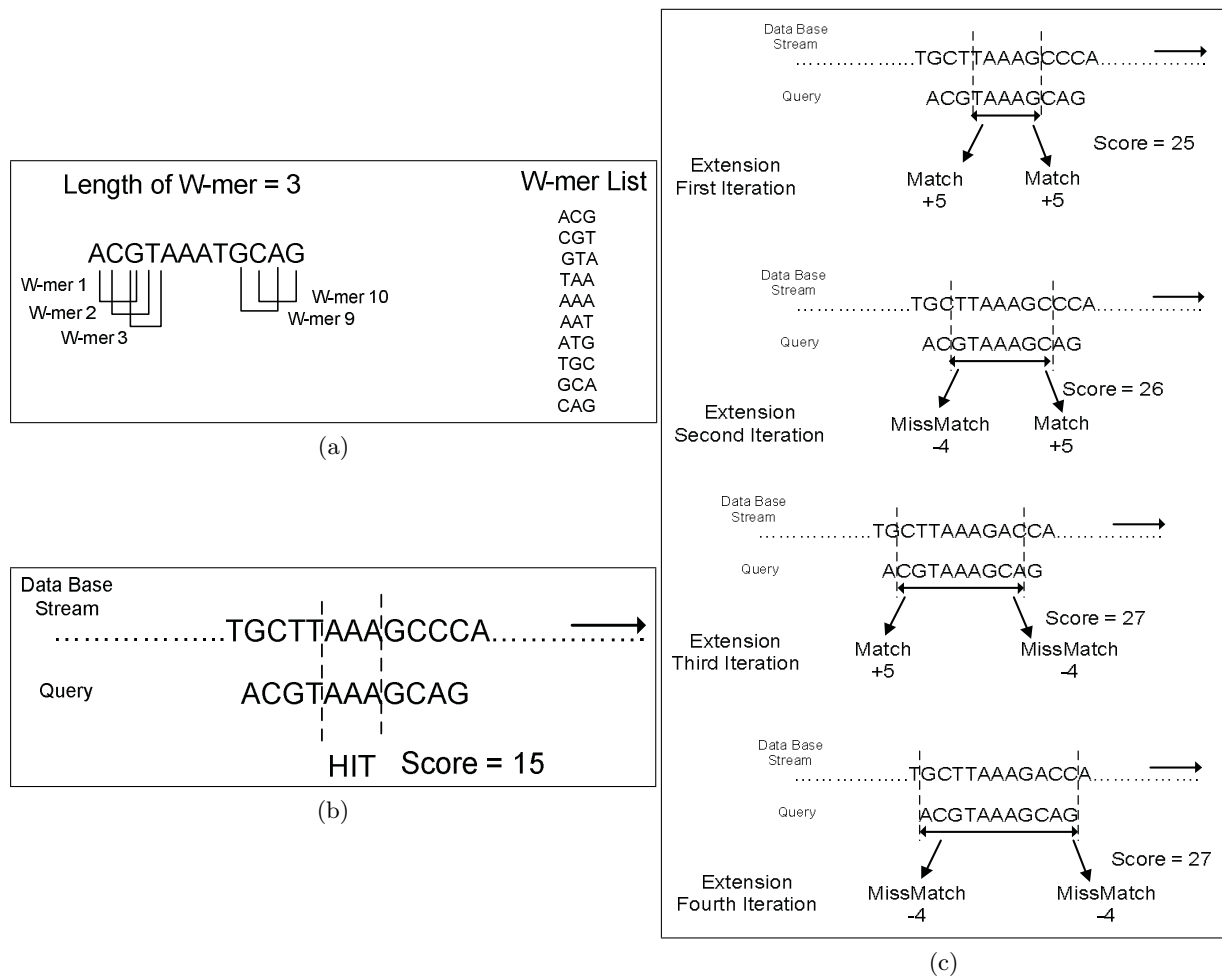 Length of W-mer = 3
W-mer List
ACGTAAATGCAG
W-mer 1
W-mer 2
W-mer 3
W-mer 10
W-mer 9
ACG
CGT
GTA
TAA
AAA
AAT
ATG
TGC
GCA
CAG
(a)
Data Base
Stream
........................TGCTTAAAGCCCA......................
Query
ACGTAAAGCAG
HIT Score = 15
(b)
Data Base
Stream
.......................TGCTTAAAGCCCA.....................
Query
ACGTAAAGCAG
Score = 25
Extension
First Iteration
Match
+5
Match
+5
Data Base
Stream
.......................TGCTTAAAGCCCA.....................
Query
ACGTAAAGCAG
Score = 26
Extension
Second Iteration
MissMatch
-4
Match
+5
Data Base
Stream
.......................TGCTTAAAGACCA.....................
Query
ACGTAAAGCAG
Score = 27
Extension
Third Iteration
Match
+5
MissMatch
-4
Data Base
Stream
.......................TGCTTAAAGACCA.....................
Query
ACGTAAAGCAG
Score = 27
Extension
Fourth Iteration
MissMatch
-4
MissMatch
-4
(c)